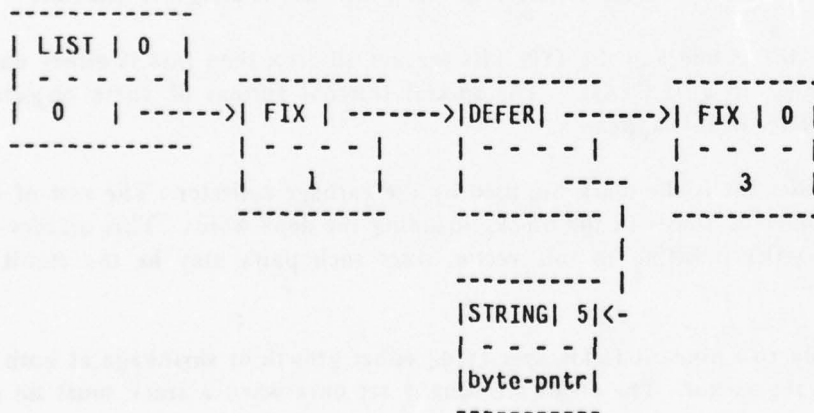 LIST | 0
0 | ------->| FIX | ------>|DEFER| ------>| FIX | 0
1 | 3
|STRING| 5|<-
|byte-pntr|